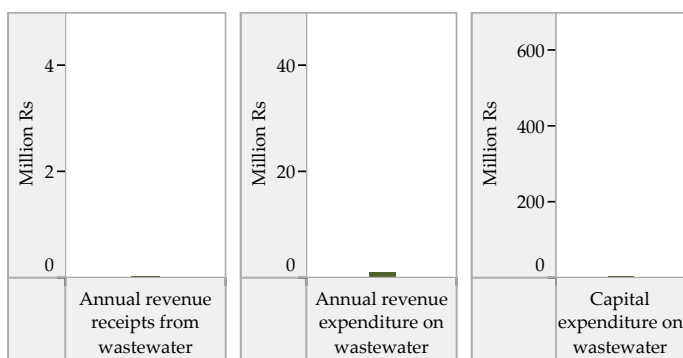 Million Rs
4
2
0
Annual revenue
receipts from
wastewater
Million Rs
40
20
0
Annual revenue
expenditure on
wastewater
Million Rs
600
400
200
0
Capital
expenditure on
wastewater